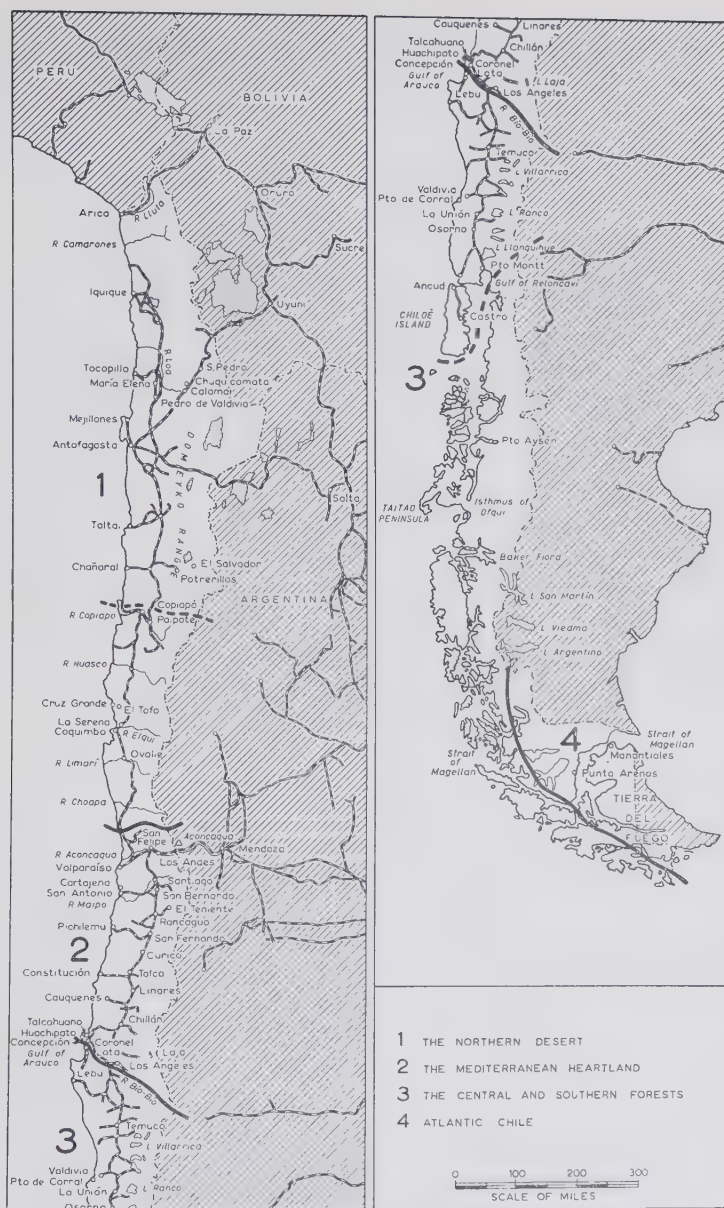 PERU
BOLIVIA
La Paz
Arica
R Lluta
Oruro
R Camarones
Sucre
Iquique
Uyuni
R Loa
S. Pedro
Tocopilla
Chuquicamata
María Elena
Calama
Pedro de Valdivia
Mejillones
Antofagasta
DOMEYKO RANGE
1
Salta
Talta.
El Salvador
Chañaral
Potrerillos
ARGENTINA
Copiapó
R Copiapo
Paipote
R Huasco
Cruz Grande
El Tofo
La Serena
Coquimbo
R Elqui
Ovalle
R Limarí
R Choapa
San Felipe
Aconcagua
Mendoza
R Aconcagua
Los Andes
Valparaíso
Cartajena
Santiago
San Antonio
San Bernardo
R Maipo
El Teniente
Rancagua
Pichilemu
San Fernando
2
Curicó
Constitución
Talca
Linares
Cauquenes
Chillán
Talcahuano
Huachipato
Coronel
Concepción
Lota
L Laja
Gulf of Arauco
Los Angeles
Lebu
R Bio-Bio
3
Temuco
L Villarrica
Valdivia
Pto de Corral
L Ranco
La Unión
Osorno
Cauquenes
Linares
Talcahuano
Chillán
Huachipato
Concepción
Coronel
Lota
L Laja
Gulf of Arauco
Los Angeles
Lebu
R Bio-Bio
Temuco
L Villarrica
Valdivia
Pto de Corral
La Unión
L Ranco
Osorno
L Llanquihue
Pto Montt
Ancud
Gulf of Reloncaví
CHILOÉ ISLAND
Castro
3
Pto Aysén
TAITAO PENINSULA
Isthmus of Ofqui
Baker Fiord
L San Martín
L Viedma
L Argentino
4
Strait of Magellan
Manantiales
Strait of Magellan
Punta Arenas
TIERRA
DEL
FUEGO
1 THE NORTHERN DESERT
2 THE MEDITERRANEAN HEARTLAND
3 THE CENTRAL AND SOUTHERN FORESTS
4 ATLANTIC CHILE
0 100 200 300
SCALE OF MILES